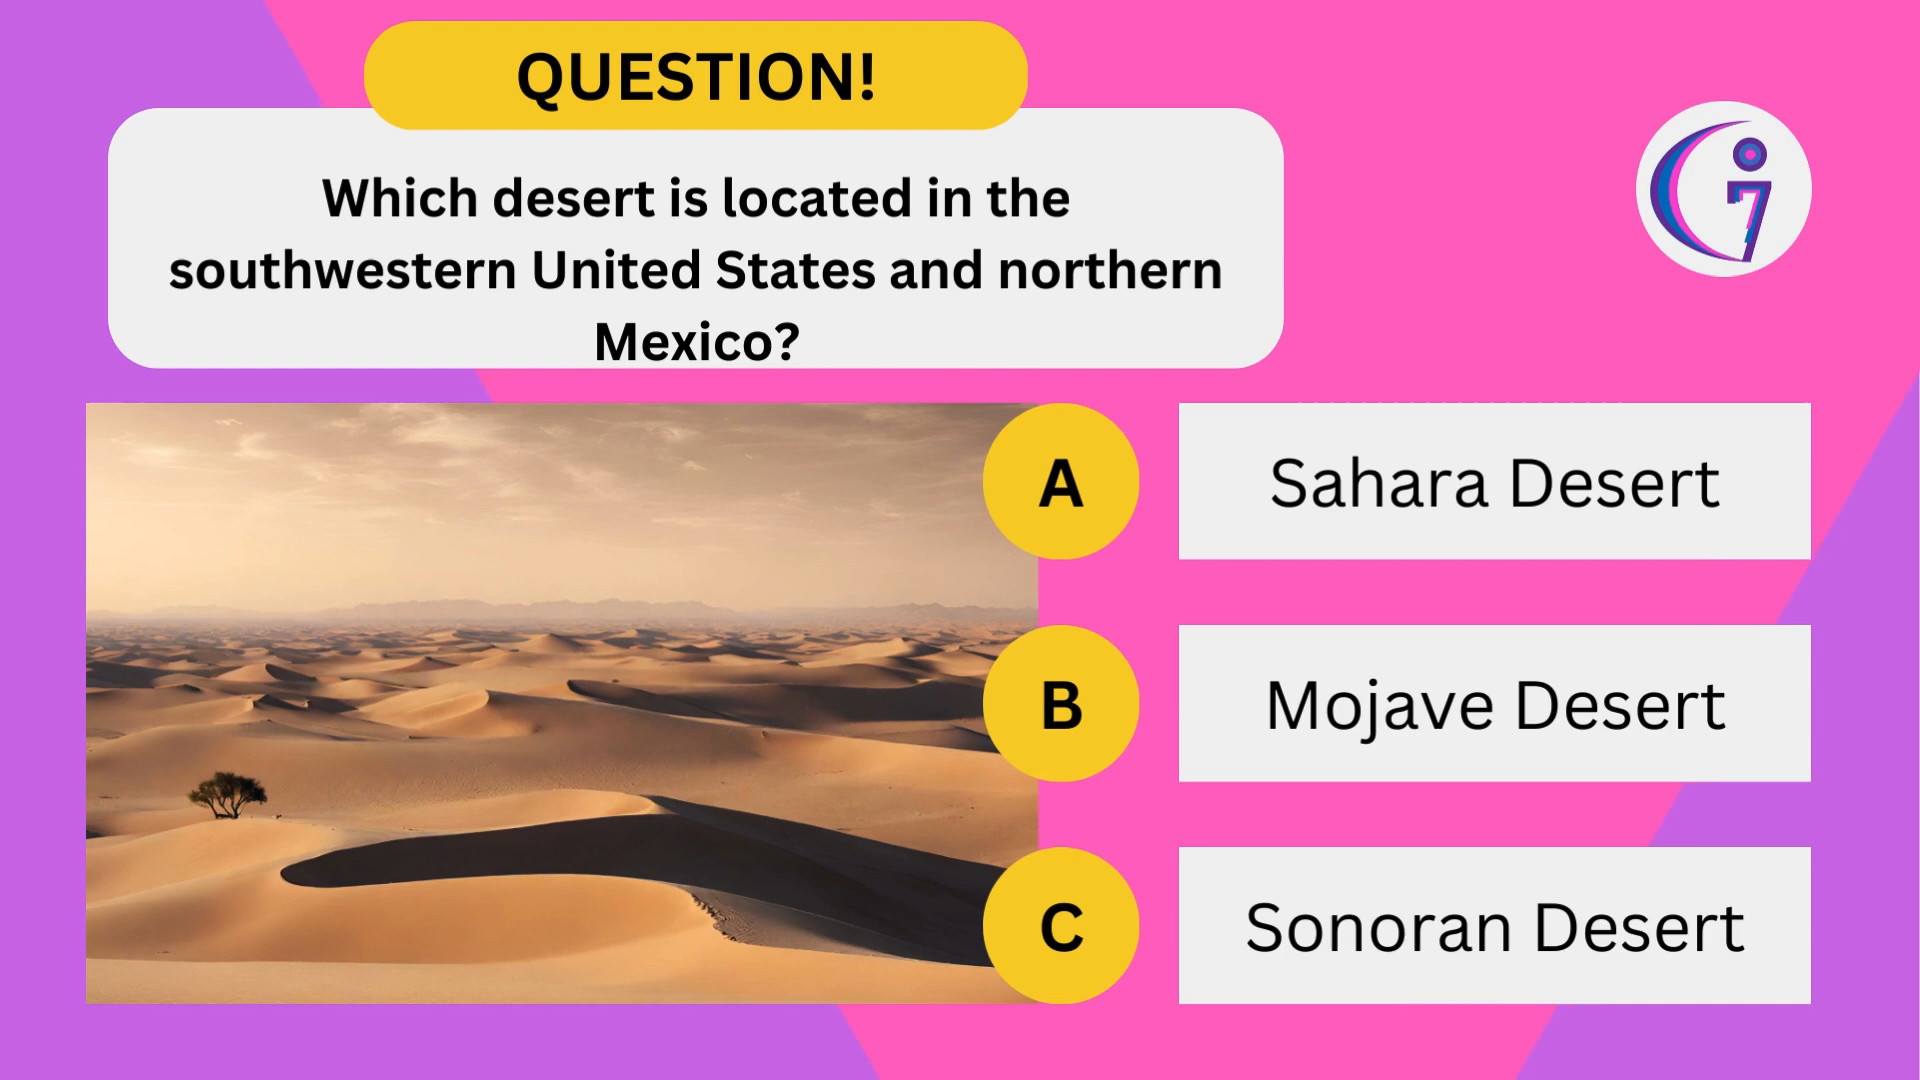 QUESTION!
Which desert is located in the
southwestern United States and northern
Mexico?
A
Sahara Desert
B
Mojave Desert
C
Sonoran Desert